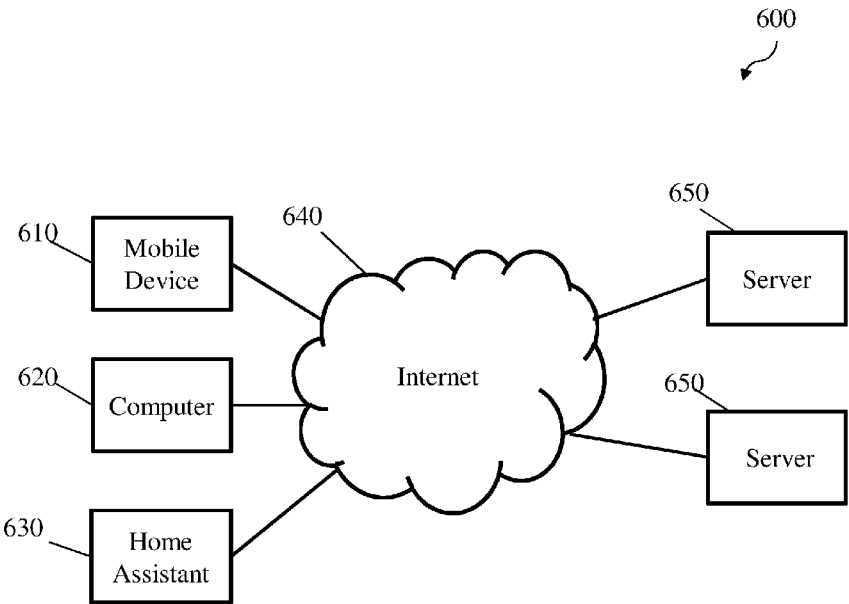 600
650
640
610
Mobile
Device
Server
620
Computer
Internet
650
Server
630
Home
Assistant